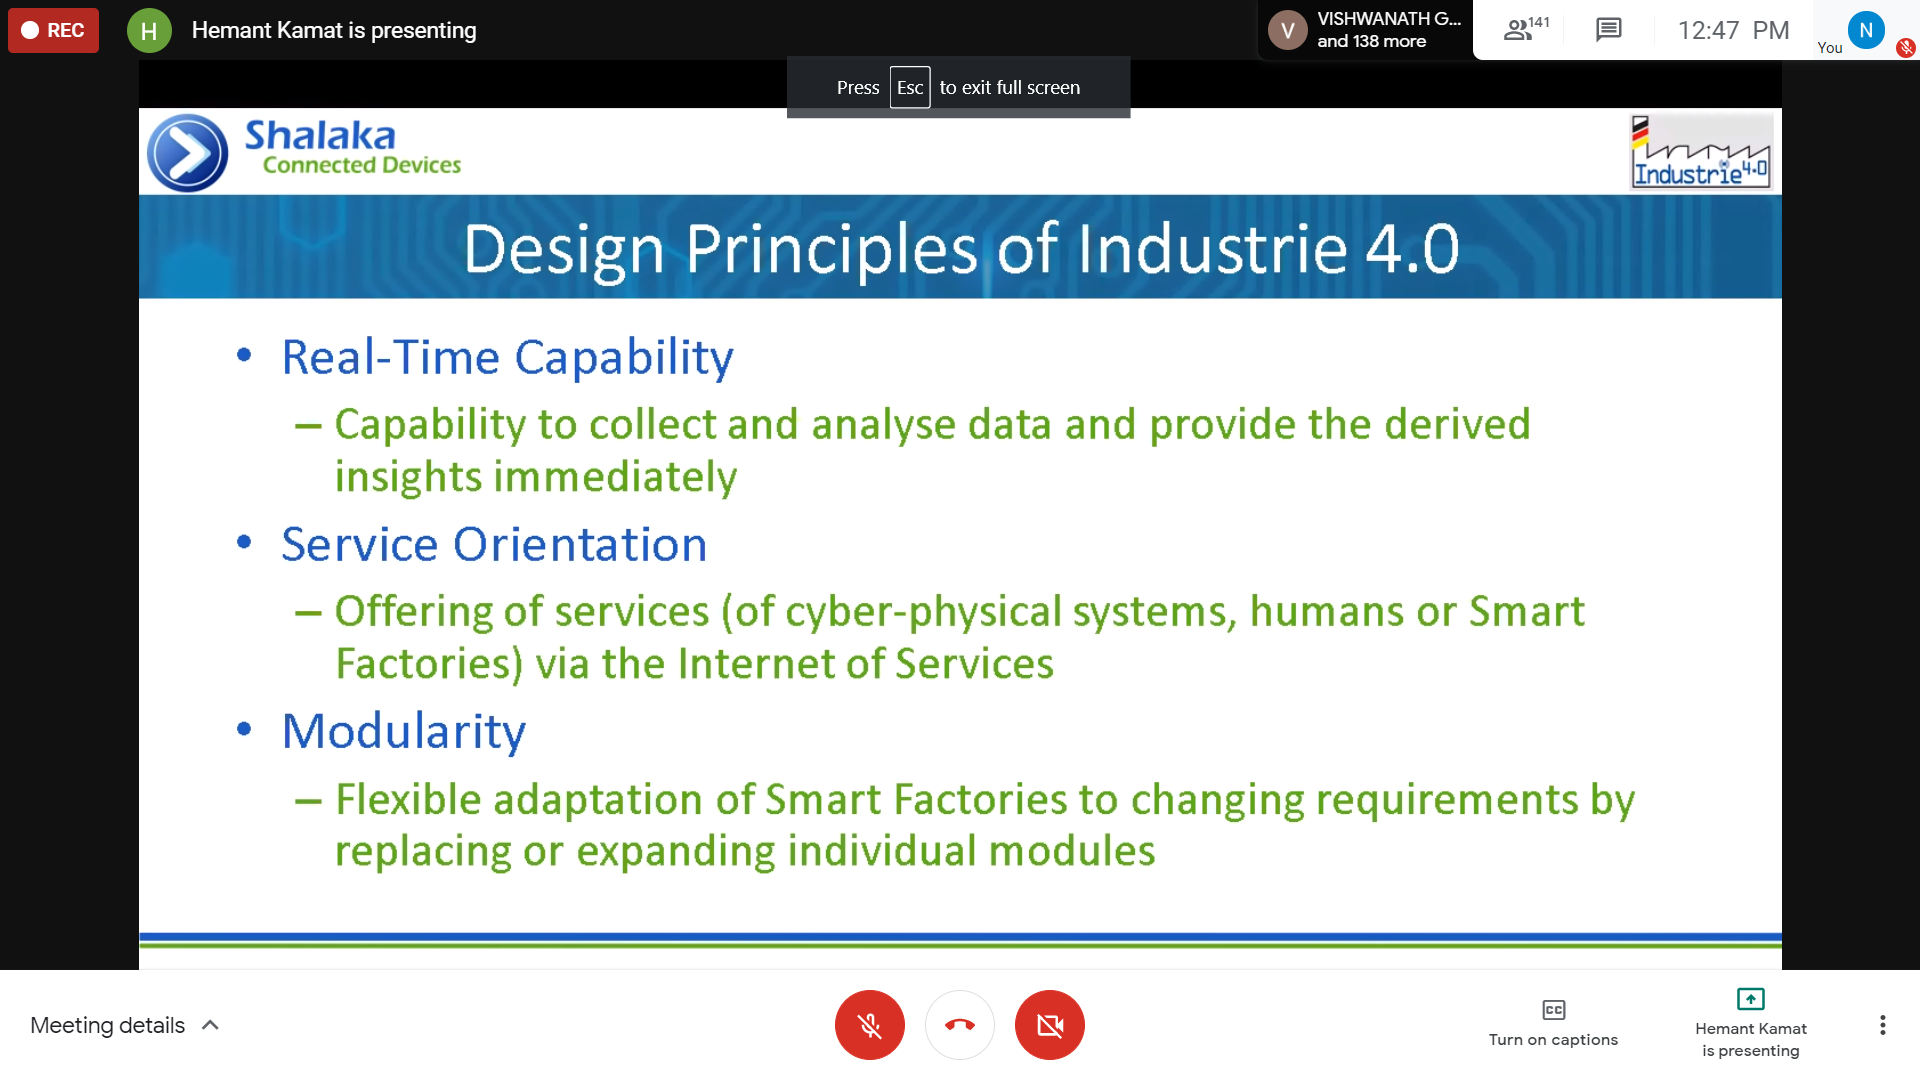 REC
H
Hemant Kamat is presenting
V
VISHWANATH G...
and 138 more
141
12:47 PM
You
N
Press Esc to exit full screen
Shalaka
Connected Devices
Industrie 4.0
Design Principles of Industrie 4.0
• Real-Time Capability
– Capability to collect and analyse data and provide the derived
insights immediately
• Service Orientation
– Offering of services (of cyber-physical systems, humans or Smart
Factories) via the Internet of Services
• Modularity
– Flexible adaptation of Smart Factories to changing requirements by
replacing or expanding individual modules
Meeting details
CC
Turn on captions
Hemant Kamat
is presenting